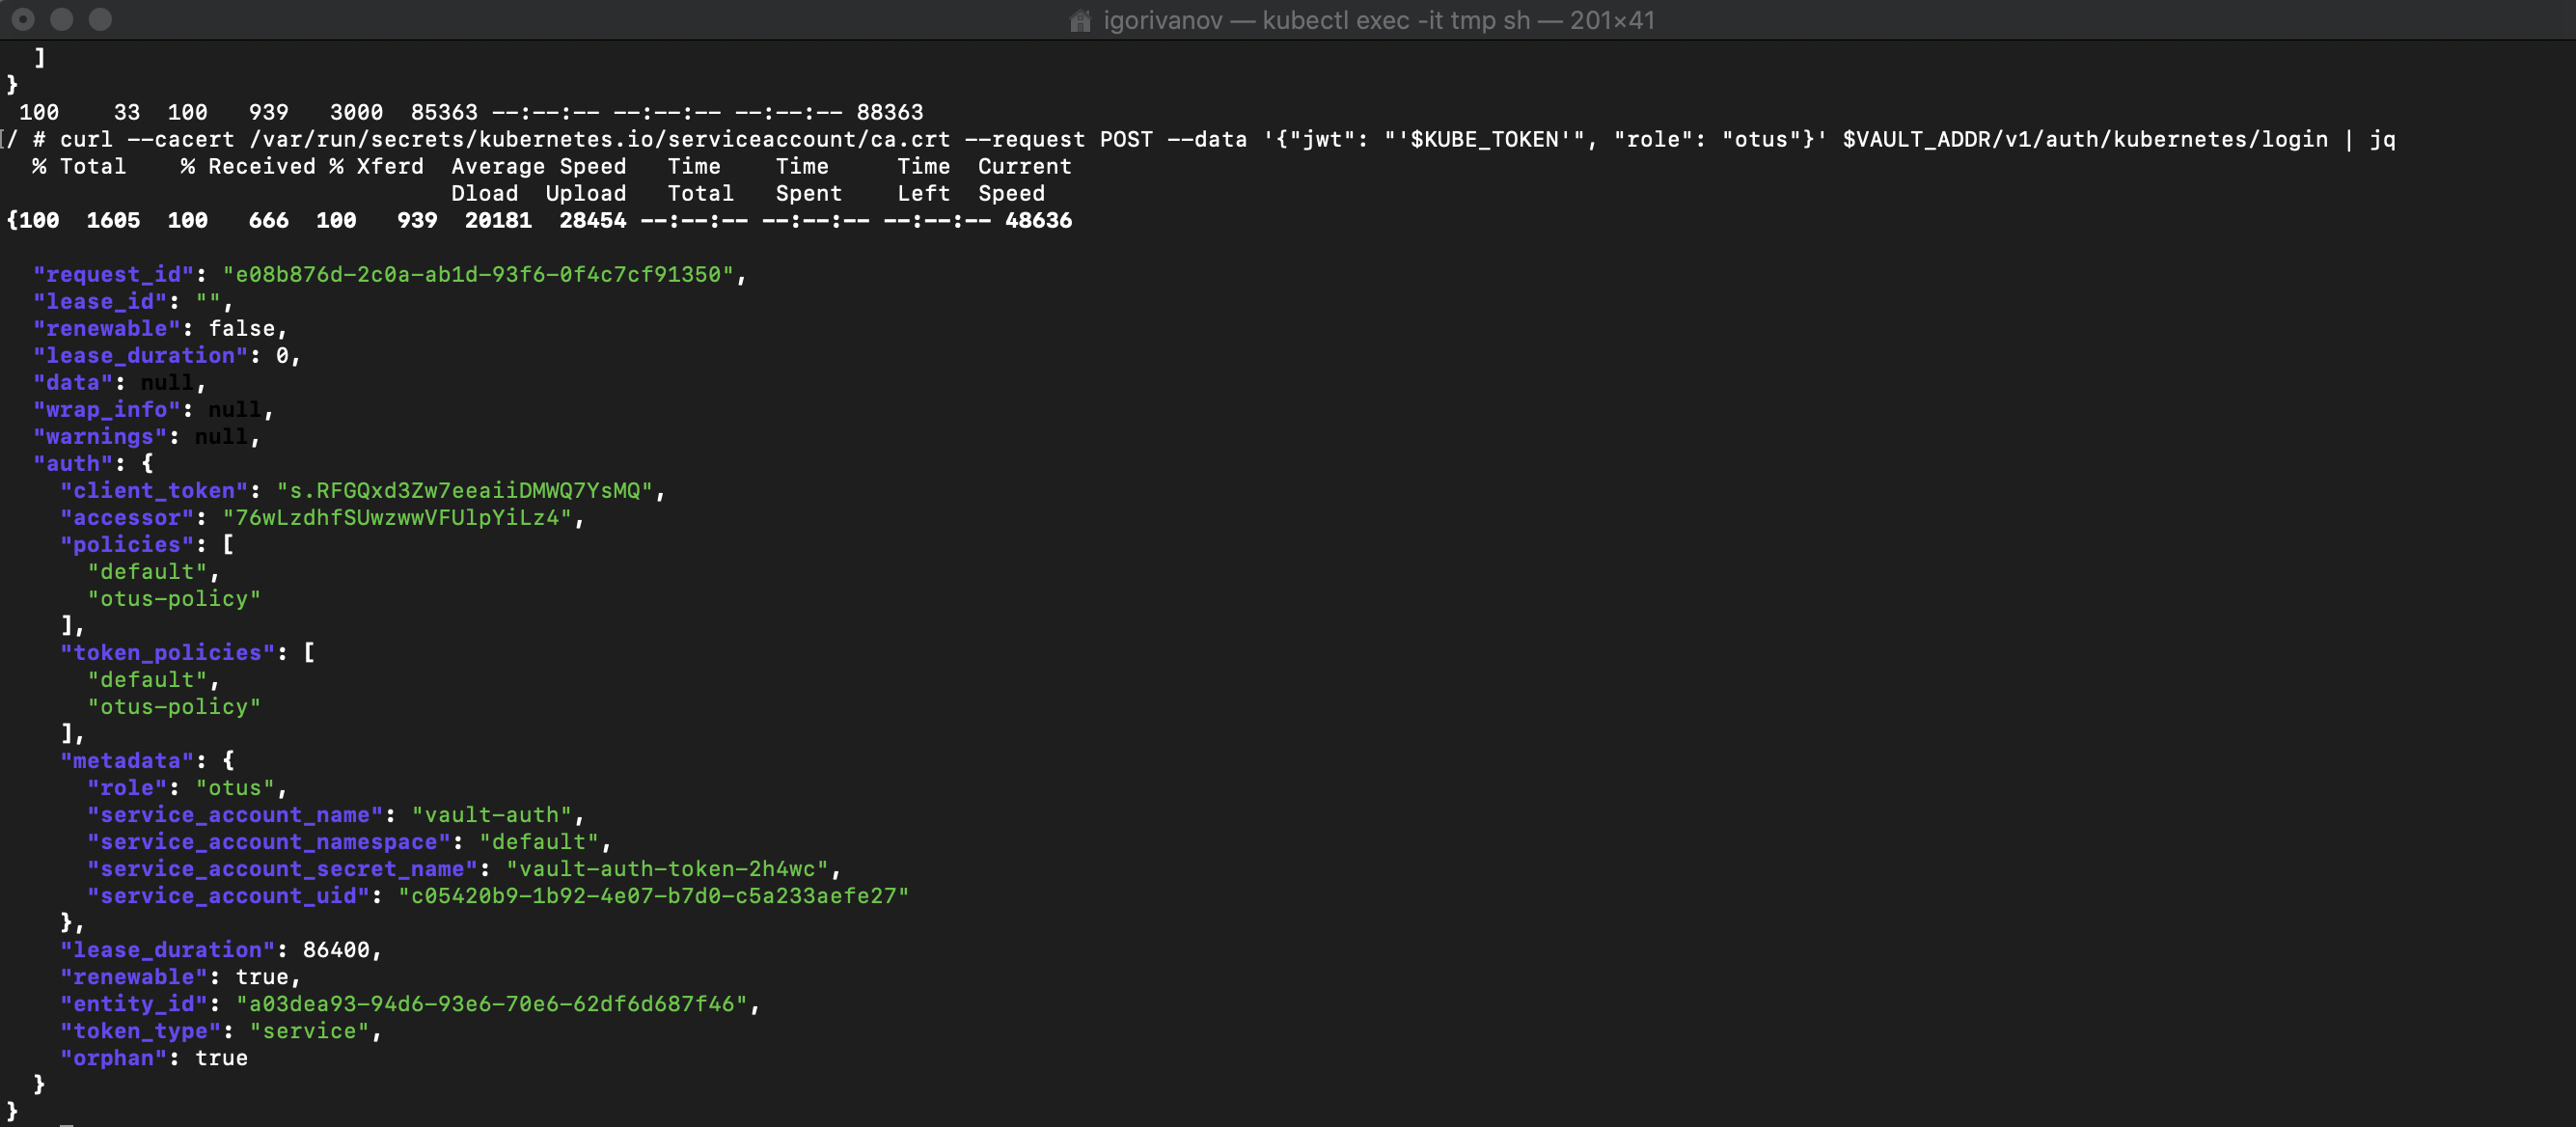 igorivanov — kubectl exec -it tmp sh — 201×41
  ]
}
 100    33  100   939   3000  85363 --:--:-- --:--:-- --:--:-- 88363
[/ # curl --cacert /var/run/secrets/kubernetes.io/serviceaccount/ca.crt --request POST --data '{"jwt": "'$KUBE_TOKEN'", "role": "otus"}' $VAULT_ADDR/v1/auth/kubernetes/login | jq
  % Total    % Received % Xferd  Average Speed   Time    Time     Time  Current
                                 Dload  Upload   Total   Spent    Left  Speed
{100  1605  100   666  100   939  20181  28454 --:--:-- --:--:-- --:--:-- 48636
  "request_id": "e08b876d-2c0a-ab1d-93f6-0f4c7cf91350",
  "lease_id": "",
  "renewable": false,
  "lease_duration": 0,
  "data": null,
  "wrap_info": null,
  "warnings": null,
  "auth": {
    "client_token": "s.RFGQxd3Zw7eeaiiDMWQ7YsMQ",
    "accessor": "76wLzdhfSUwzwwVFUlpYiLz4",
    "policies": [
      "default",
      "otus-policy"
    ],
    "token_policies": [
      "default",
      "otus-policy"
    ],
    "metadata": {
      "role": "otus",
      "service_account_name": "vault-auth",
      "service_account_namespace": "default",
      "service_account_secret_name": "vault-auth-token-2h4wc",
      "service_account_uid": "c05420b9-1b92-4e07-b7d0-c5a233aefe27"
    },
    "lease_duration": 86400,
    "renewable": true,
    "entity_id": "a03dea93-94d6-93e6-70e6-62df6d687f46",
    "token_type": "service",
    "orphan": true
  }
}